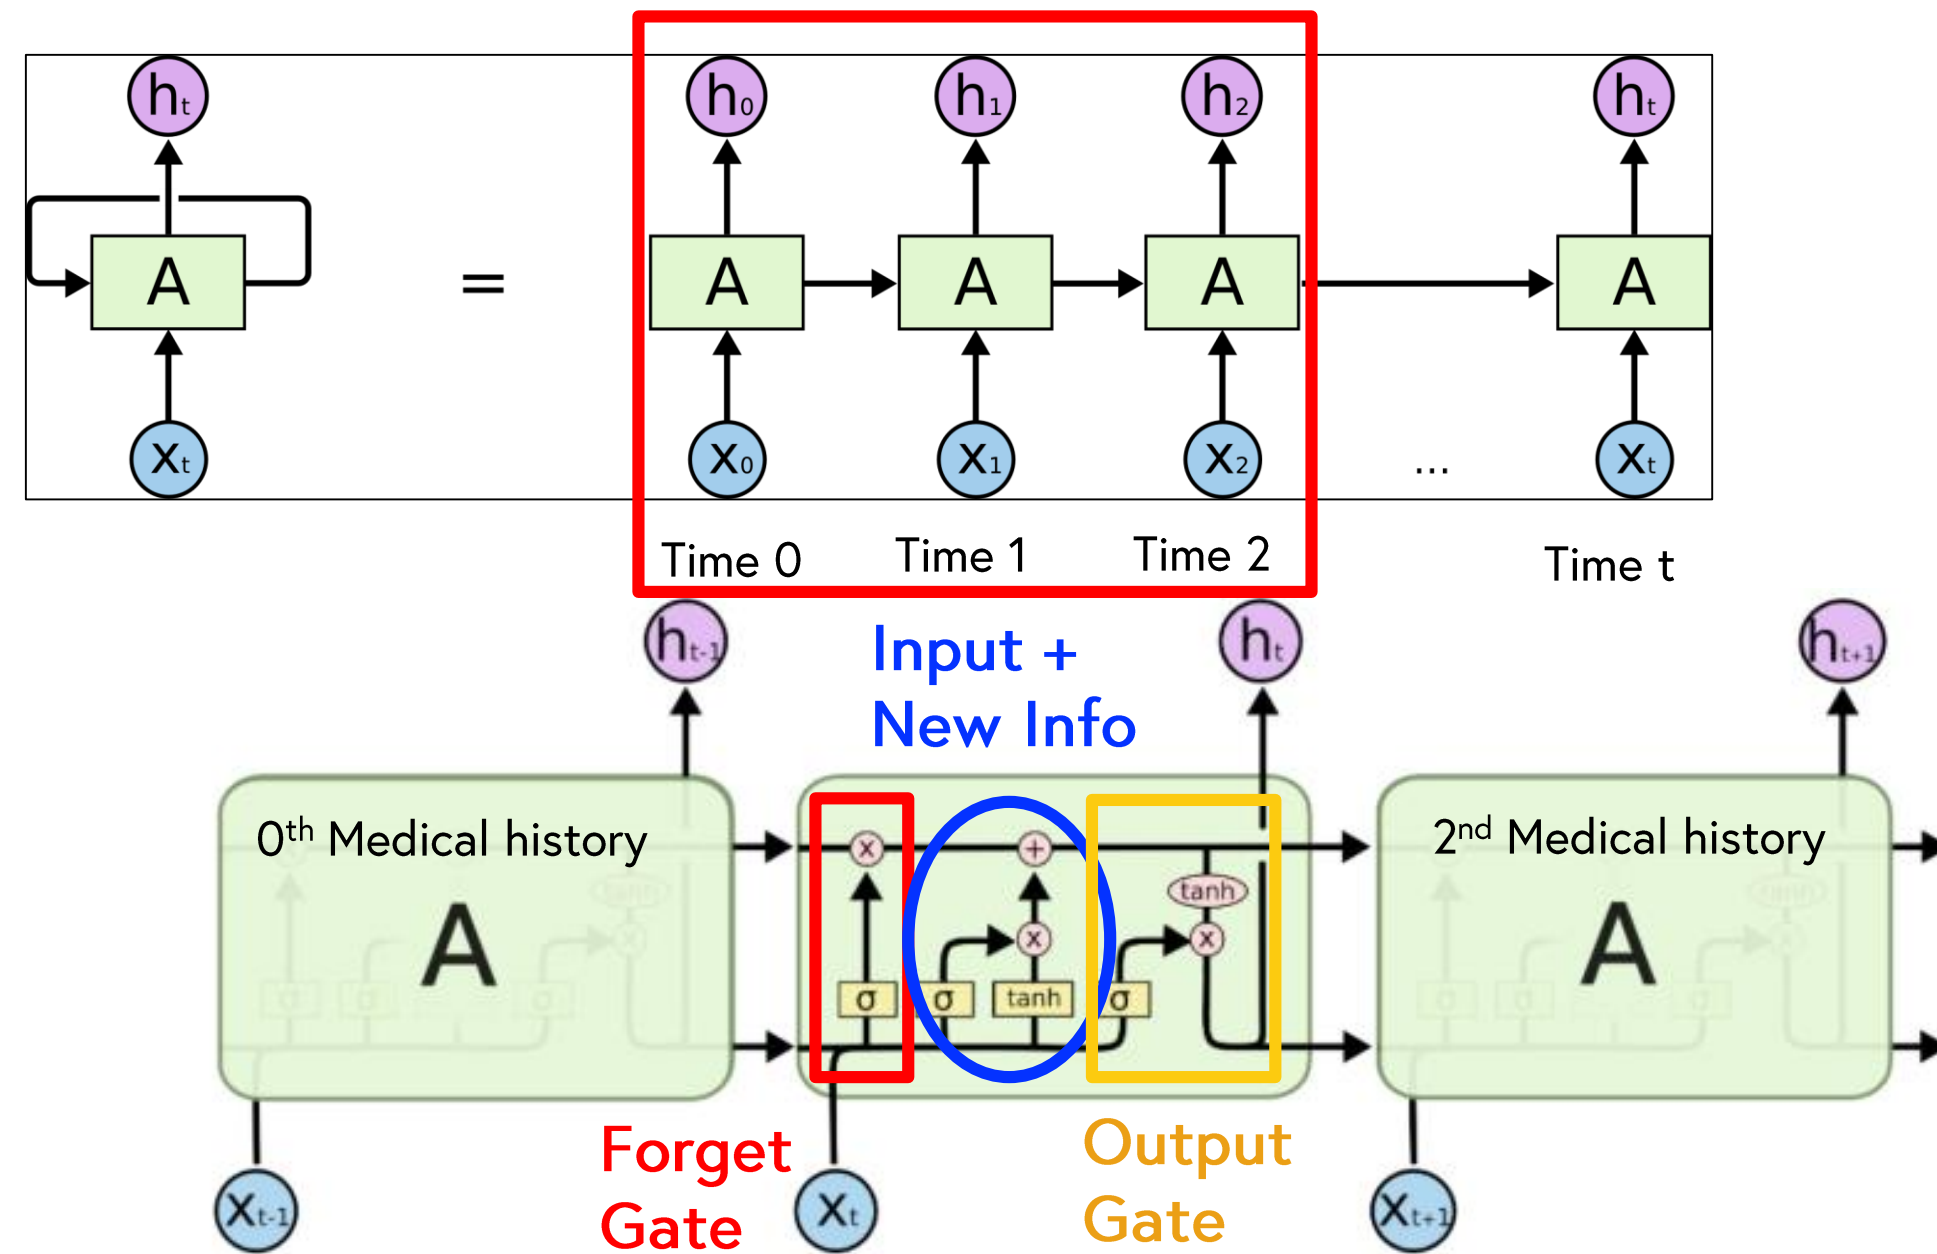 ht h0 h1 h2 ht
A = A A A A
xt x0 x1 x2 ... xt
Time 0 Time 1 Time 2 Time t
ht-1 Input + ht ht+1
New Info
0th Medical history x + 2nd Medical history
tanh tanh tanh
A x x x x A
σ σ σ σ σ tanh σ σ σ σ
Forget Output
Gate Gate
xt-1 xt xt+1